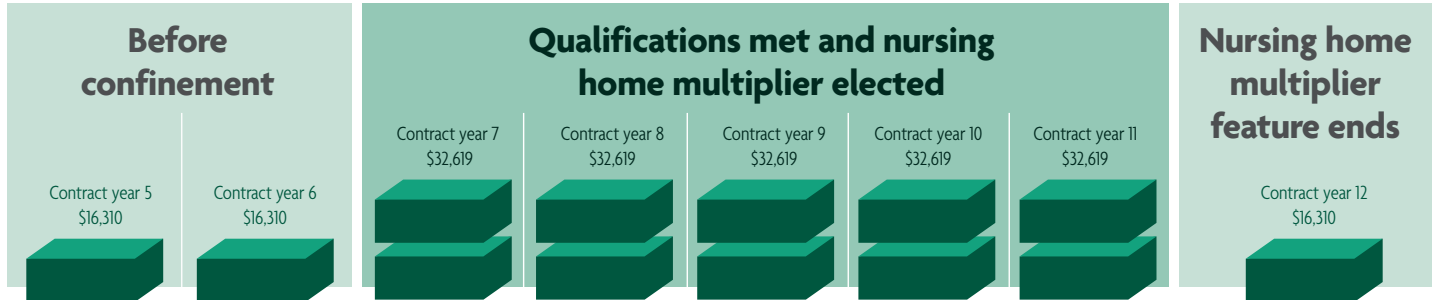 Before
confinement
Contract year 5
$16,310
Contract year 6
$16,310
Qualifications met and nursing
home multiplier elected
Contract year 7
$32,619
Contract year 8
$32,619
Contract year 9
$32,619
Contract year 10
$32,619
Contract year 11
$32,619
Nursing home
multiplier
feature ends
Contract year 12
$16,310